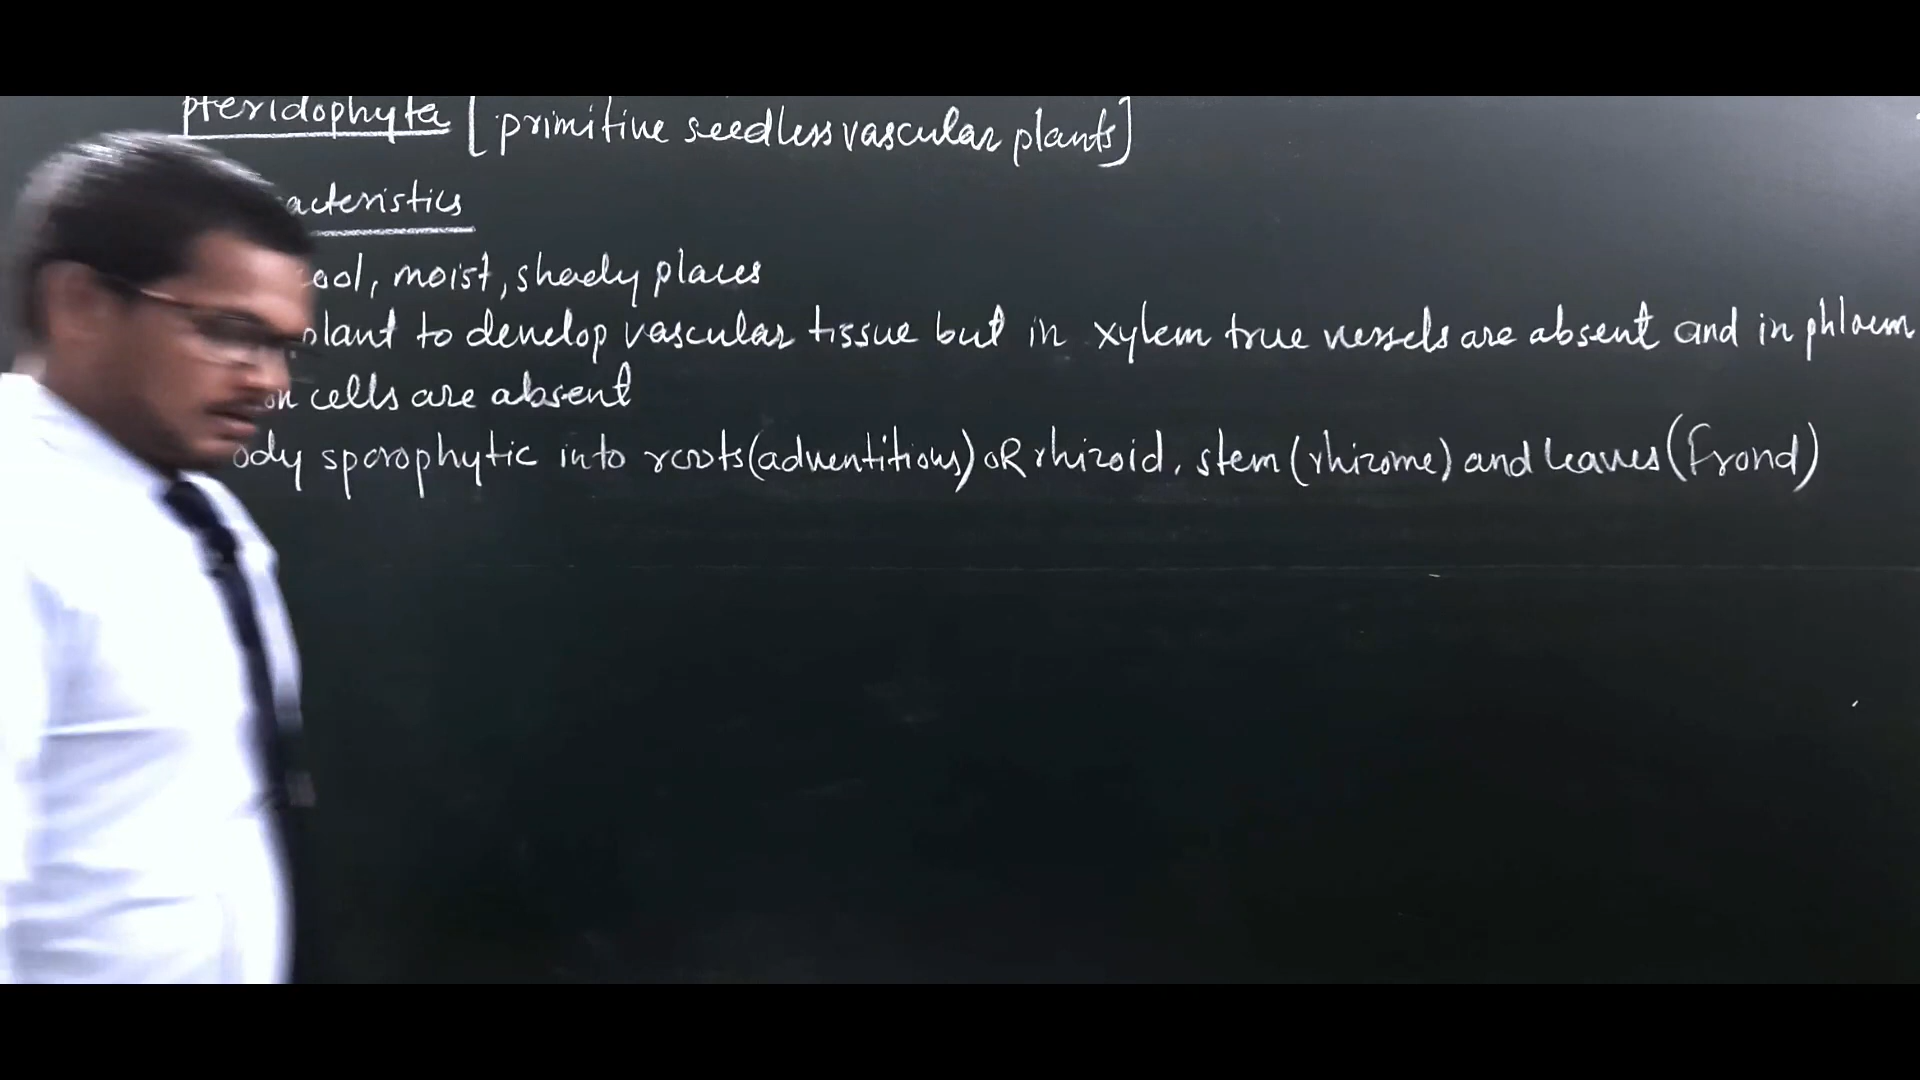 pteridophyta [primitive seedless vascular plants]
acteristics
ool, moist, shady places
plant to develop vascular tissue but in xylem true vessels are absent and in phloem
on cells are absent
ody sporophytic into roots (adventitious) OR rhizoid, stem (rhizome) and leaves (Frond)